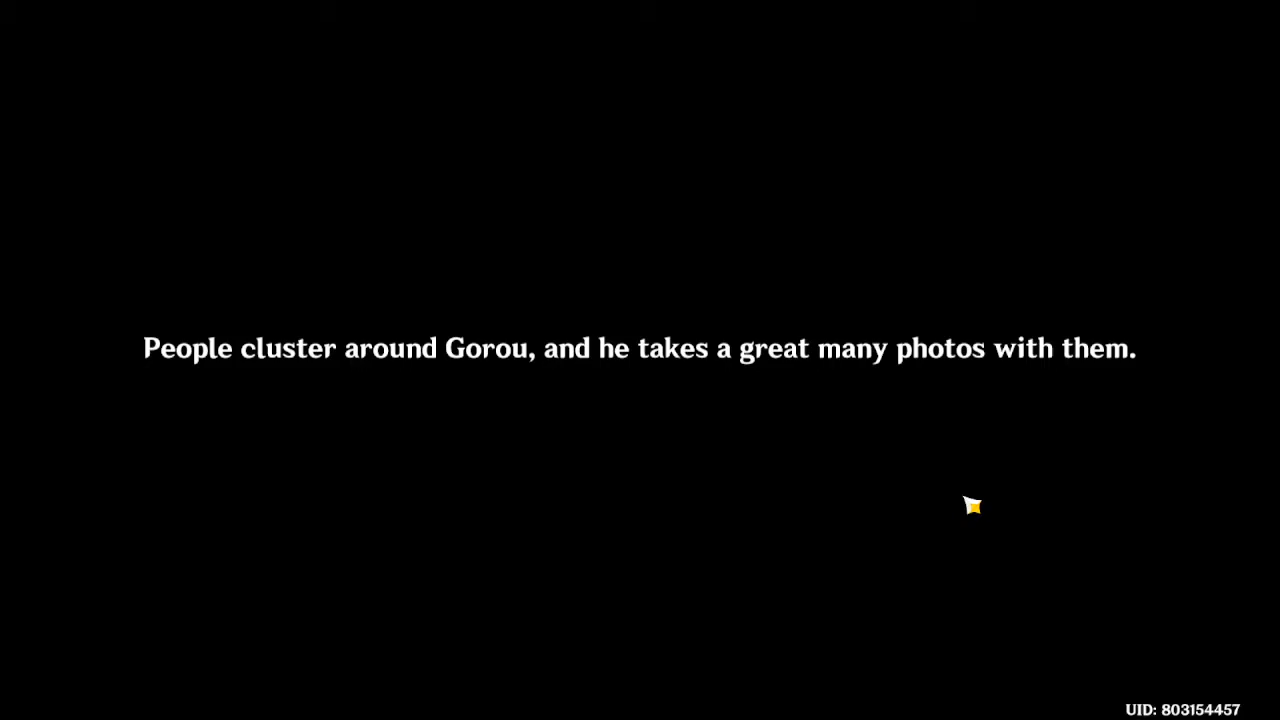 People cluster around Gorou, and he takes a great many photos with them.
UID: 803154457